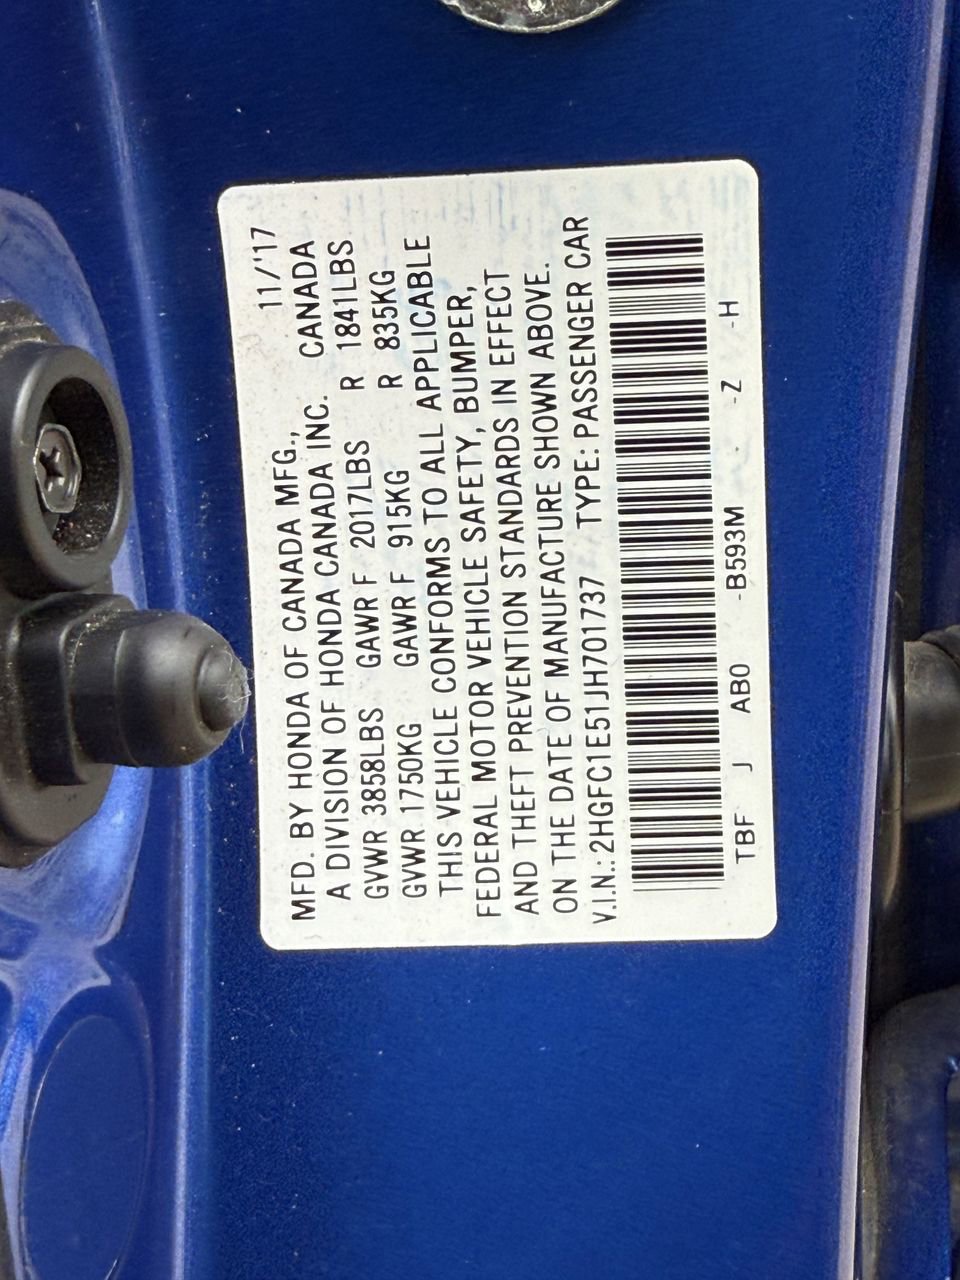 MFD. BY HONDA OF CANADA MFG., 11/'17
A DIVISION OF HONDA CANADA INC. CANADA
GVWR 3858LBS GAWR F 2017LBS R 1841LBS
GVWR 1750KG GAWR F 915KG R 835KG
THIS VEHICLE CONFORMS TO ALL APPLICABLE
FEDERAL MOTOR VEHICLE SAFETY, BUMPER,
AND THEFT PREVENTION STANDARDS IN EFFECT
ON THE DATE OF MANUFACTURE SHOWN ABOVE.
V.I.N.: 2HGFC1E51JH701737 TYPE: PASSENGER CAR
TBF J AB0 -B593M - -Z -H